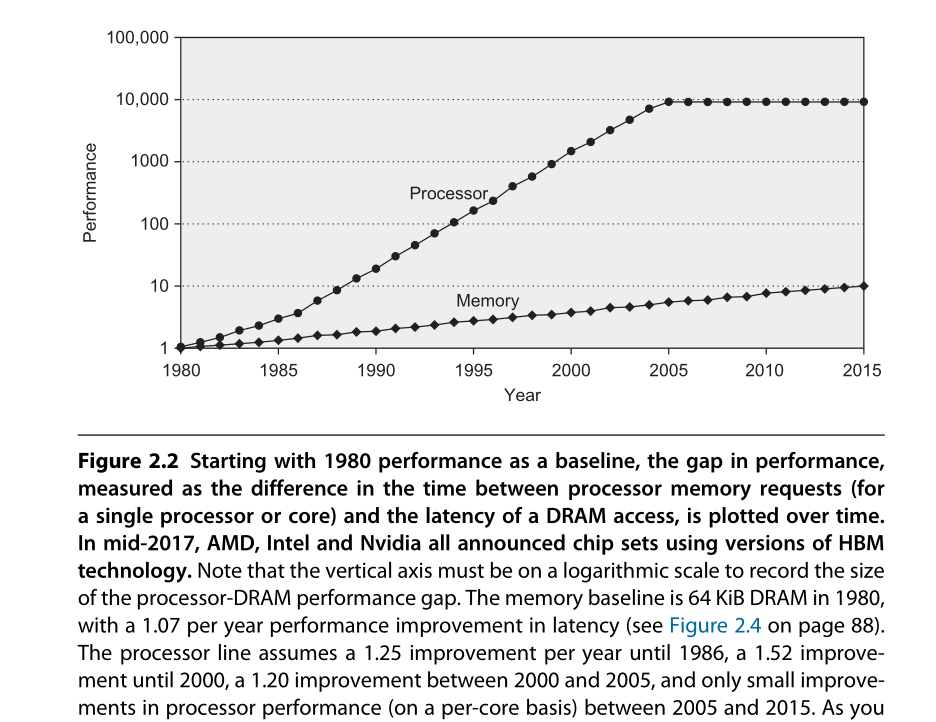 100,000
10,000
1000
100
10
1
Performance
Processor
Memory
1980 1985 1990 1995 2000 2005 2010 2015
Year
Figure 2.2 Starting with 1980 performance as a baseline, the gap in performance,
measured as the difference in the time between processor memory requests (for
a single processor or core) and the latency of a DRAM access, is plotted over time.
In mid-2017, AMD, Intel and Nvidia all announced chip sets using versions of HBM
technology. Note that the vertical axis must be on a logarithmic scale to record the size
of the processor-DRAM performance gap. The memory baseline is 64 KiB DRAM in 1980,
with a 1.07 per year performance improvement in latency (see Figure 2.4 on page 88).
The processor line assumes a 1.25 improvement per year until 1986, a 1.52 improve-
ment until 2000, a 1.20 improvement between 2000 and 2005, and only small improve-
ments in processor performance (on a per-core basis) between 2005 and 2015. As you